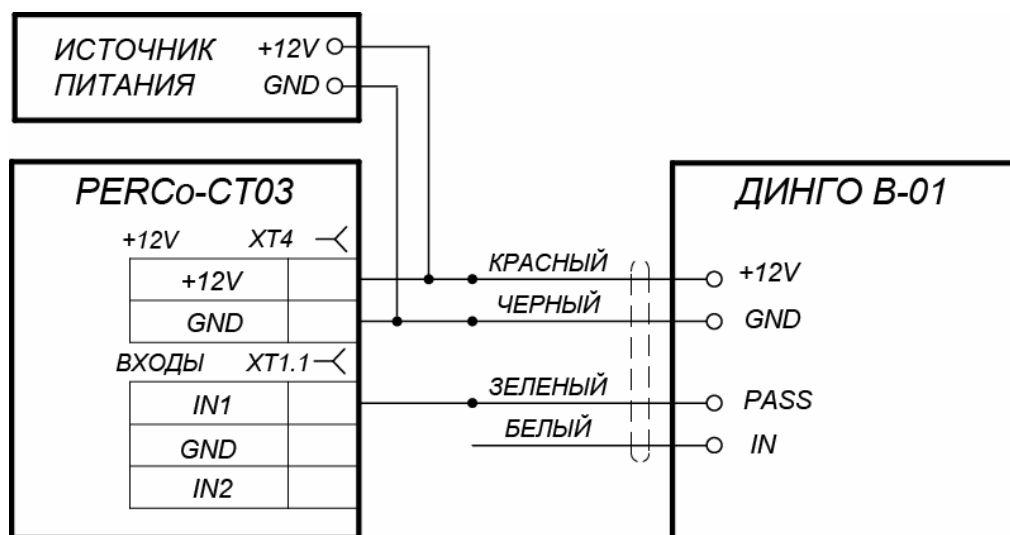 ИСТОЧНИК +12V
ПИТАНИЯ GND
PERCo-CT03
+12V XT4
+12V
GND
ВХОДЫ XT1.1
IN1
GND
IN2
КРАСНЫЙ
ЧЕРНЫЙ
ЗЕЛЕНЫЙ
БЕЛЫЙ
ДИНГО В-01
+12V
GND
PASS
IN